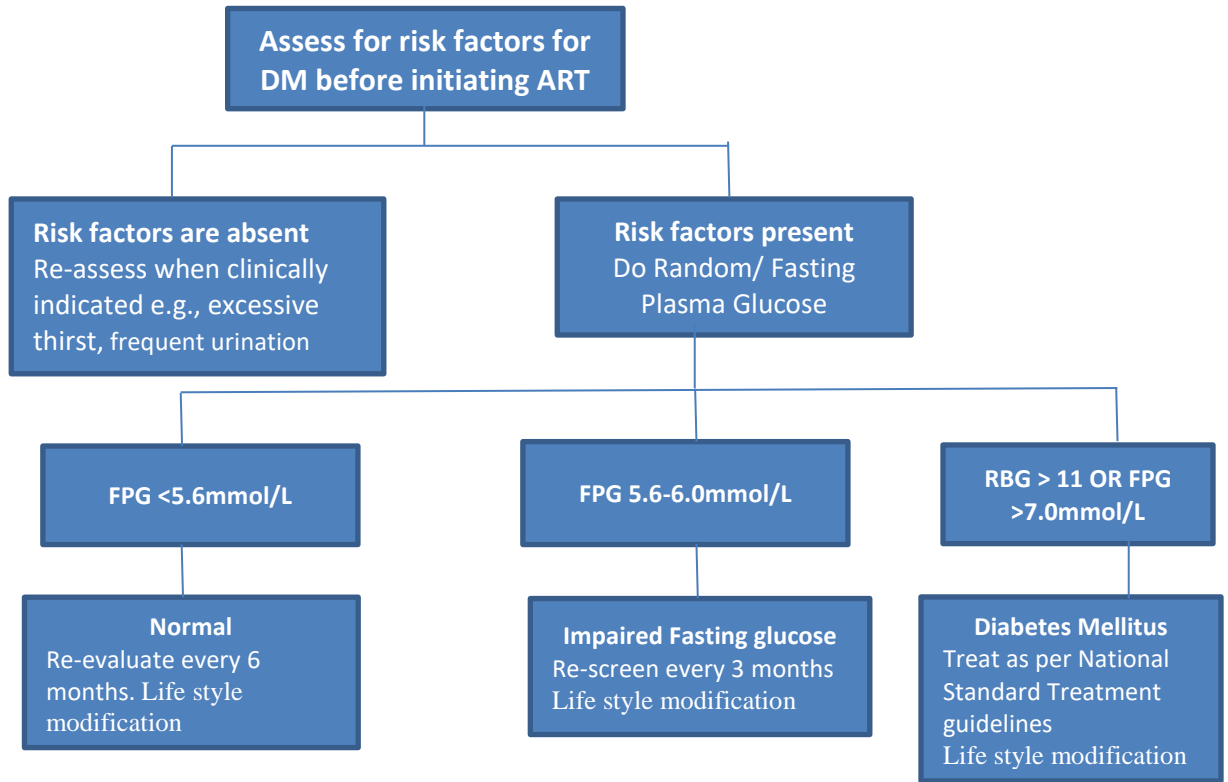 Assess for risk factors for
DM before initiating ART
Risk factors are absent
Re-assess when clinically
indicated e.g., excessive
thirst, frequent urination
Risk factors present
Do Random/ Fasting
Plasma Glucose
FPG <5.6mmol/L
FPG 5.6-6.0mmol/L
RBG > 11 OR FPG
>7.0mmol/L
Normal
Re-evaluate every 6
months. Life style
modification
Impaired Fasting glucose
Re-screen every 3 months
Life style modification
Diabetes Mellitus
Treat as per National
Standard Treatment
guidelines
Life style modification